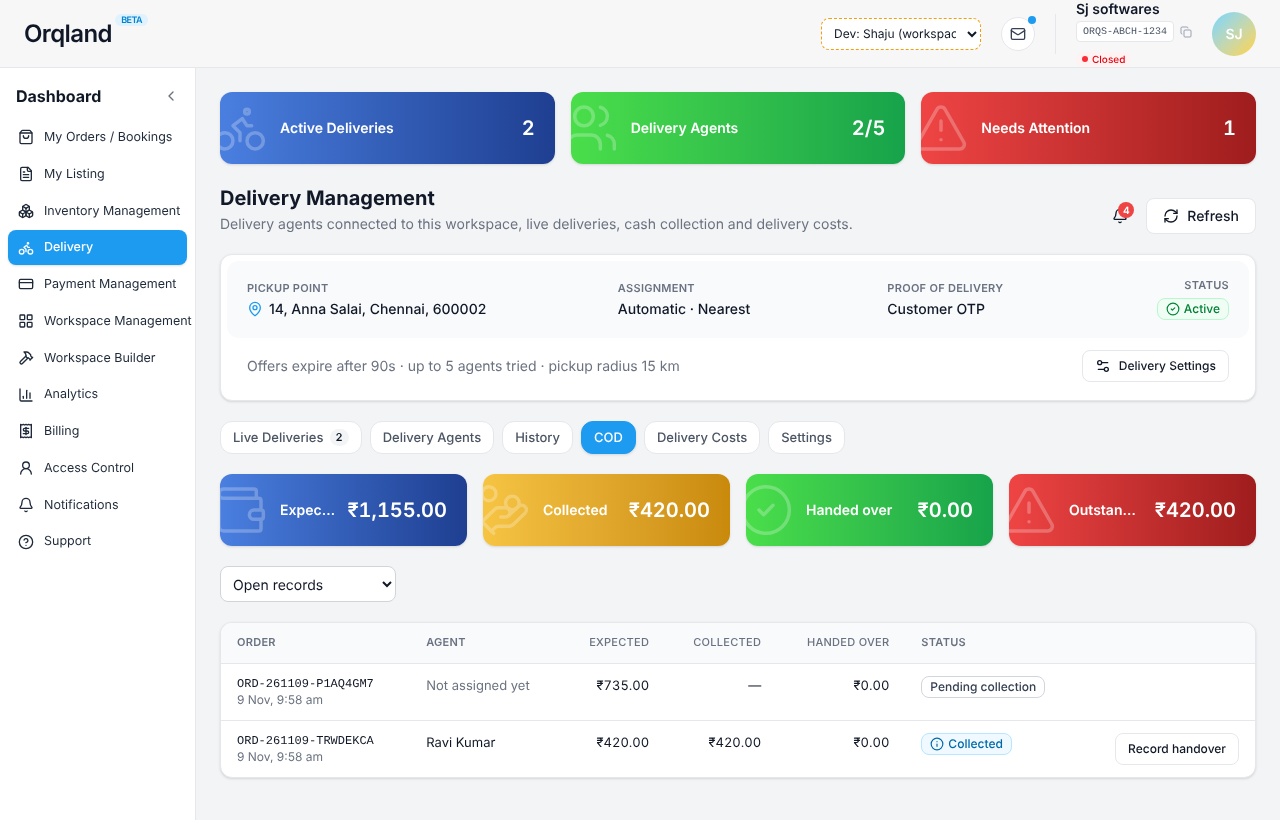 Orqland BETA
Dev: Shaju (workspac
Sj softwares
ORQS-ABCH-1234
Closed
SJ
Dashboard
My Orders / Bookings
My Listing
Inventory Management
Delivery
Payment Management
Workspace Management
Workspace Builder
Analytics
Billing
Access Control
Notifications
Support
Active Deliveries 2
Delivery Agents 2/5
Needs Attention 1
Delivery Management
Delivery agents connected to this workspace, live deliveries, cash collection and delivery costs.
4
Refresh
PICKUP POINT
14, Anna Salai, Chennai, 600002
ASSIGNMENT
Automatic · Nearest
PROOF OF DELIVERY
Customer OTP
STATUS
Active
Offers expire after 90s · up to 5 agents tried · pickup radius 15 km
Delivery Settings
Live Deliveries 2
Delivery Agents
History
COD
Delivery Costs
Settings
Expec... ₹1,155.00
Collected ₹420.00
Handed over ₹0.00
Outstan... ₹420.00
Open records
ORDER AGENT EXPECTED COLLECTED HANDED OVER STATUS
ORD-261109-P1AQ4GM7 Not assigned yet ₹735.00 — ₹0.00 Pending collection
9 Nov, 9:58 am
ORD-261109-TRWDEKCA Ravi Kumar ₹420.00 ₹420.00 ₹0.00 Collected Record handover
9 Nov, 9:58 am